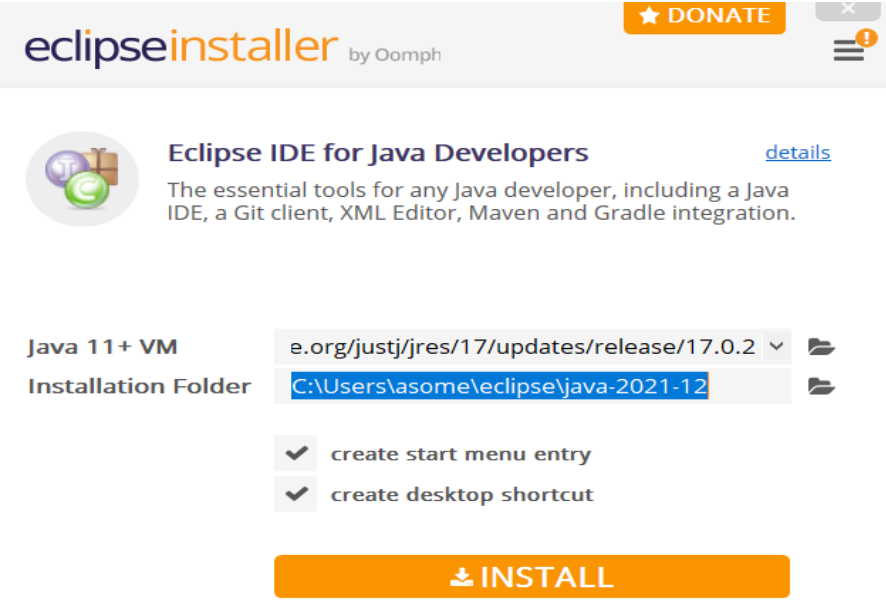 DONATE
eclipseinstaller by Oomph
Eclipse IDE for Java Developers
details
The essential tools for any Java developer, including a Java
IDE, a Git client, XML Editor, Maven and Gradle integration.
Java 11+ VM
e.org/justj/jres/17/updates/release/17.0.2
Installation Folder
C:\Users\asome\eclipse\java-2021-12
create start menu entry
create desktop shortcut
INSTALL